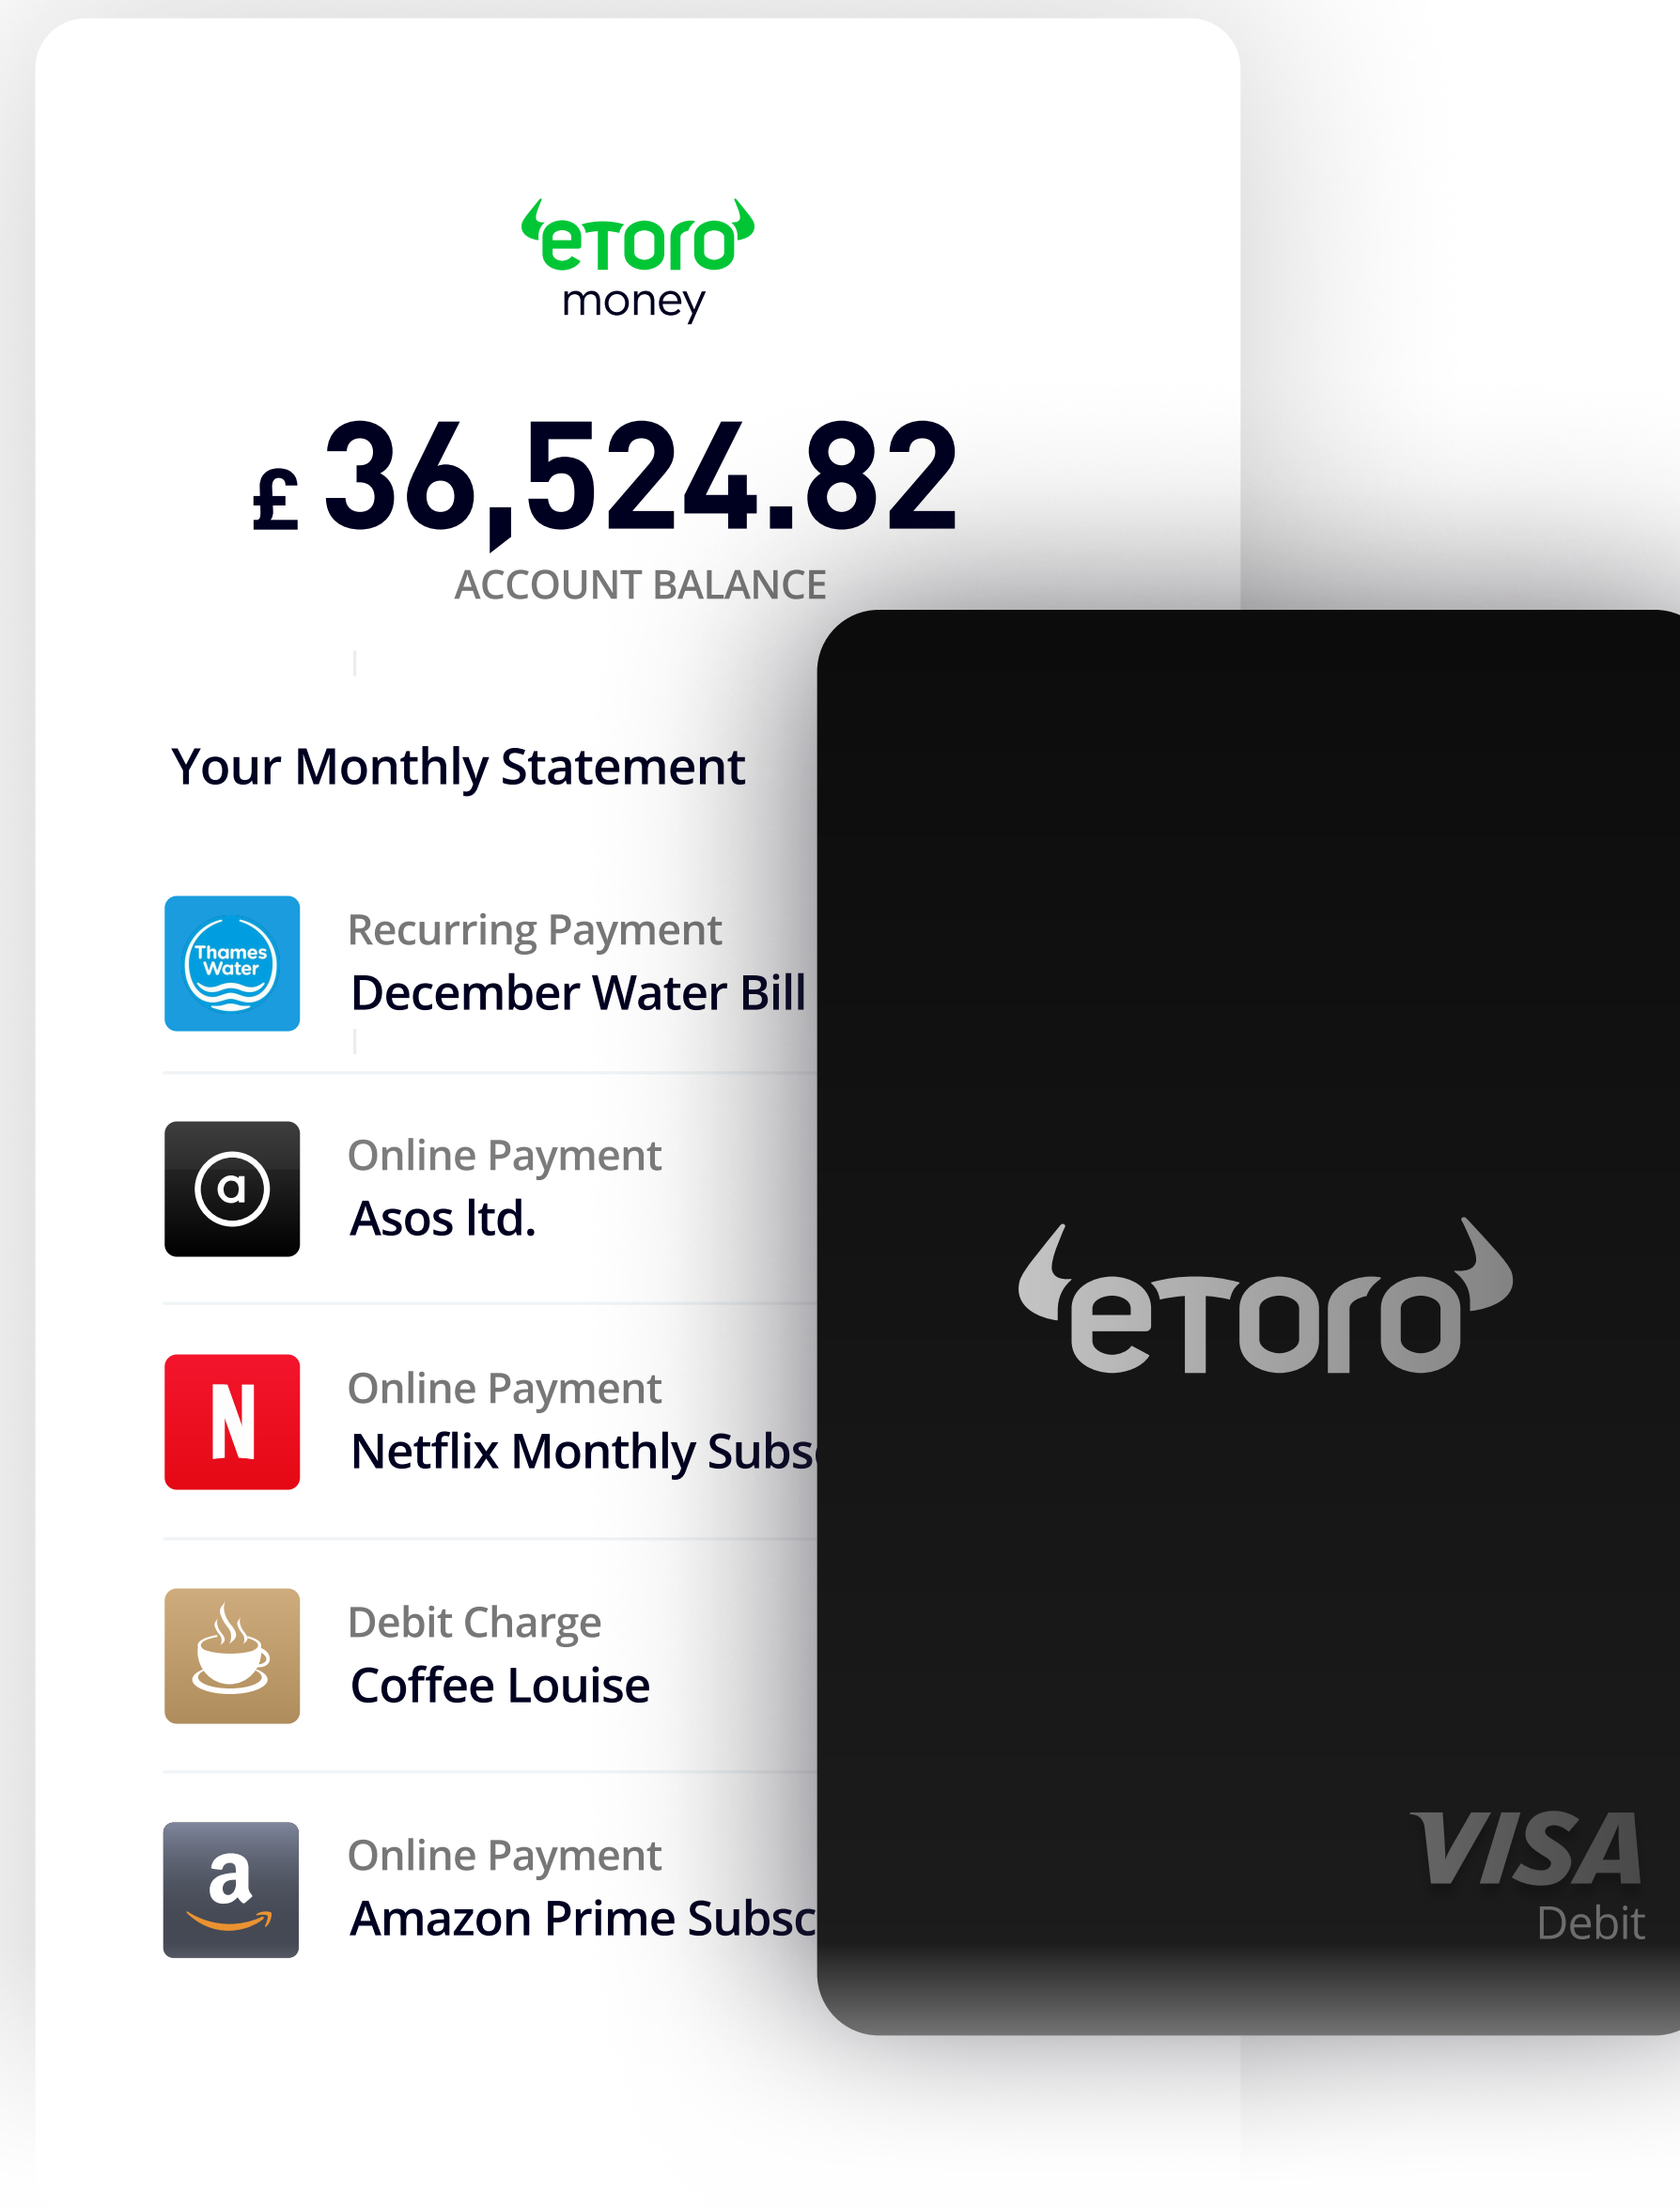 eTORO
money
£ 36,524.82
ACCOUNT BALANCE
Your Monthly Statement
Thames
Water
Recurring Payment
December Water Bill
a
Online Payment
Asos ltd.
N
Online Payment
Netflix Monthly Subs
Debit Charge
Coffee Louise
a
Online Payment
Amazon Prime Subsc
eTORO
VISA
Debit